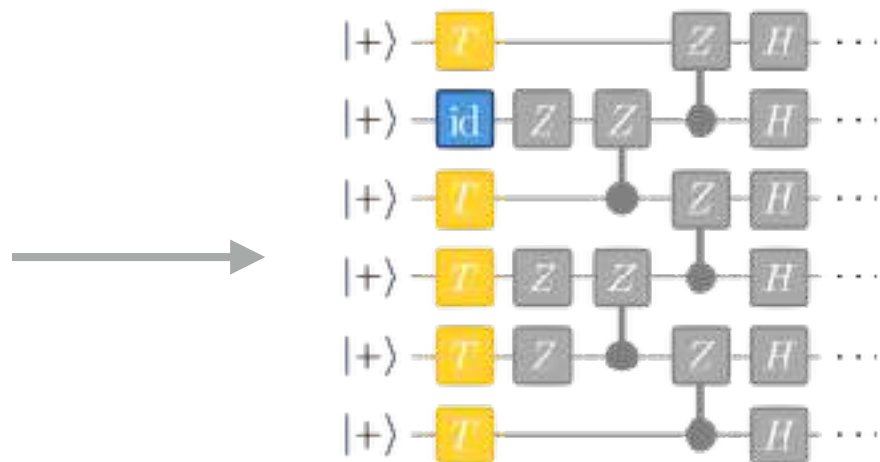 |+⟩ T Z H ...
|+⟩ id Z Z H ...
|+⟩ T Z H ...
|+⟩ T Z Z H ...
|+⟩ T Z Z H ...
|+⟩ T H ...